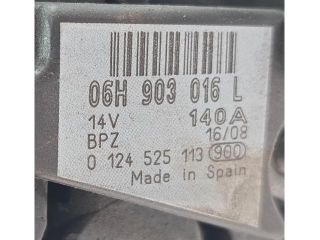 06H 903 016 L
14V 140A
BPZ 16/08
0 124 525 113 900
Made in Spain